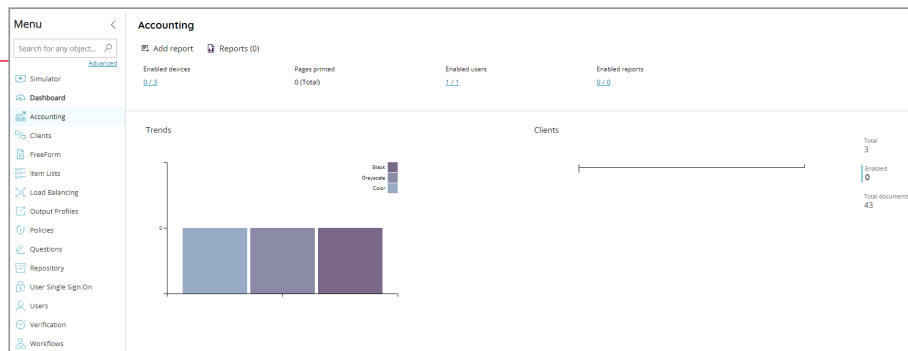 Menu
Search for any object...
Advanced
Simulator
Dashboard
Accounting
Clients
FreeForm
Item Lists
Load Balancing
Output Profiles
Policies
Questions
Repository
User Single Sign On
Users
Verification
Workflows
Accounting
Add report Reports (0)
Enabled devices Pages printed Enabled users Enabled reports
0 / 3 0 (Total) 1 / 1 0 / 0
Trends
Black
Grayscale
Color
0
Clients
Total
3
Enabled
0
Total documents
43